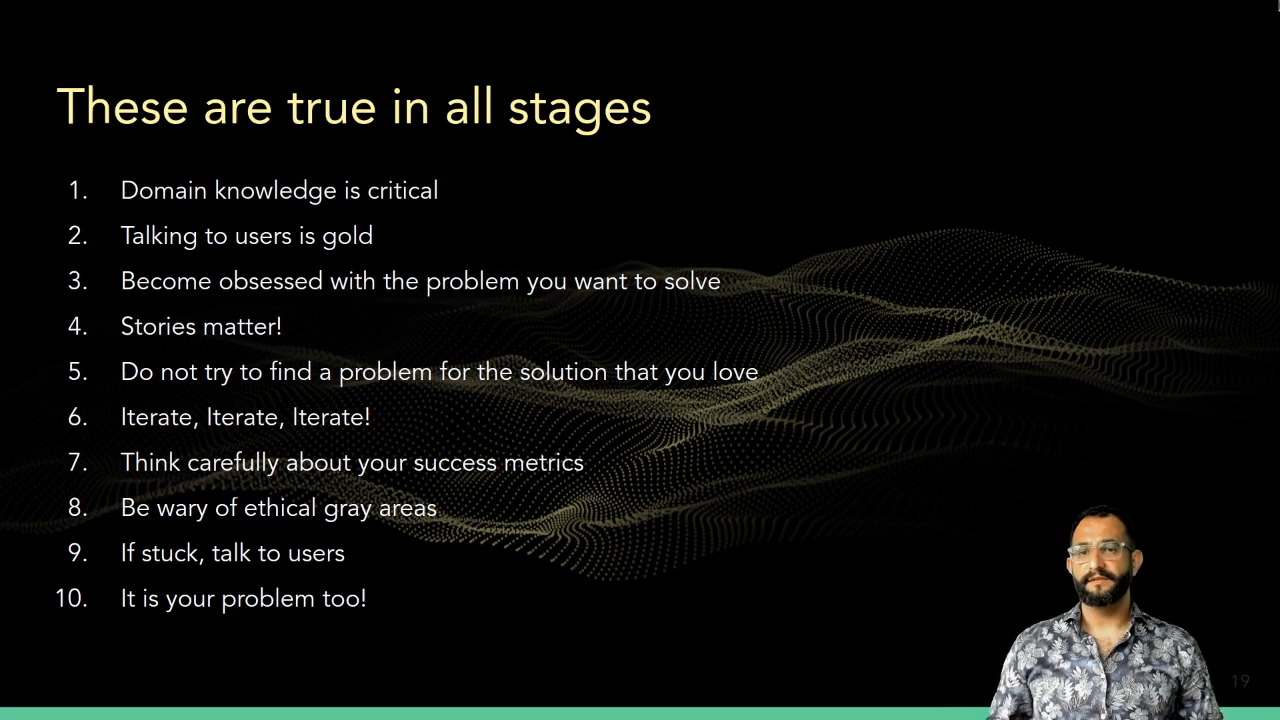 These are true in all stages
1. Domain knowledge is critical
2. Talking to users is gold
3. Become obsessed with the problem you want to solve
4. Stories matter!
5. Do not try to find a problem for the solution that you love
6. Iterate, Iterate, Iterate!
7. Think carefully about your success metrics
8. Be wary of ethical gray areas
9. If stuck, talk to users
10. It is your problem too!
19